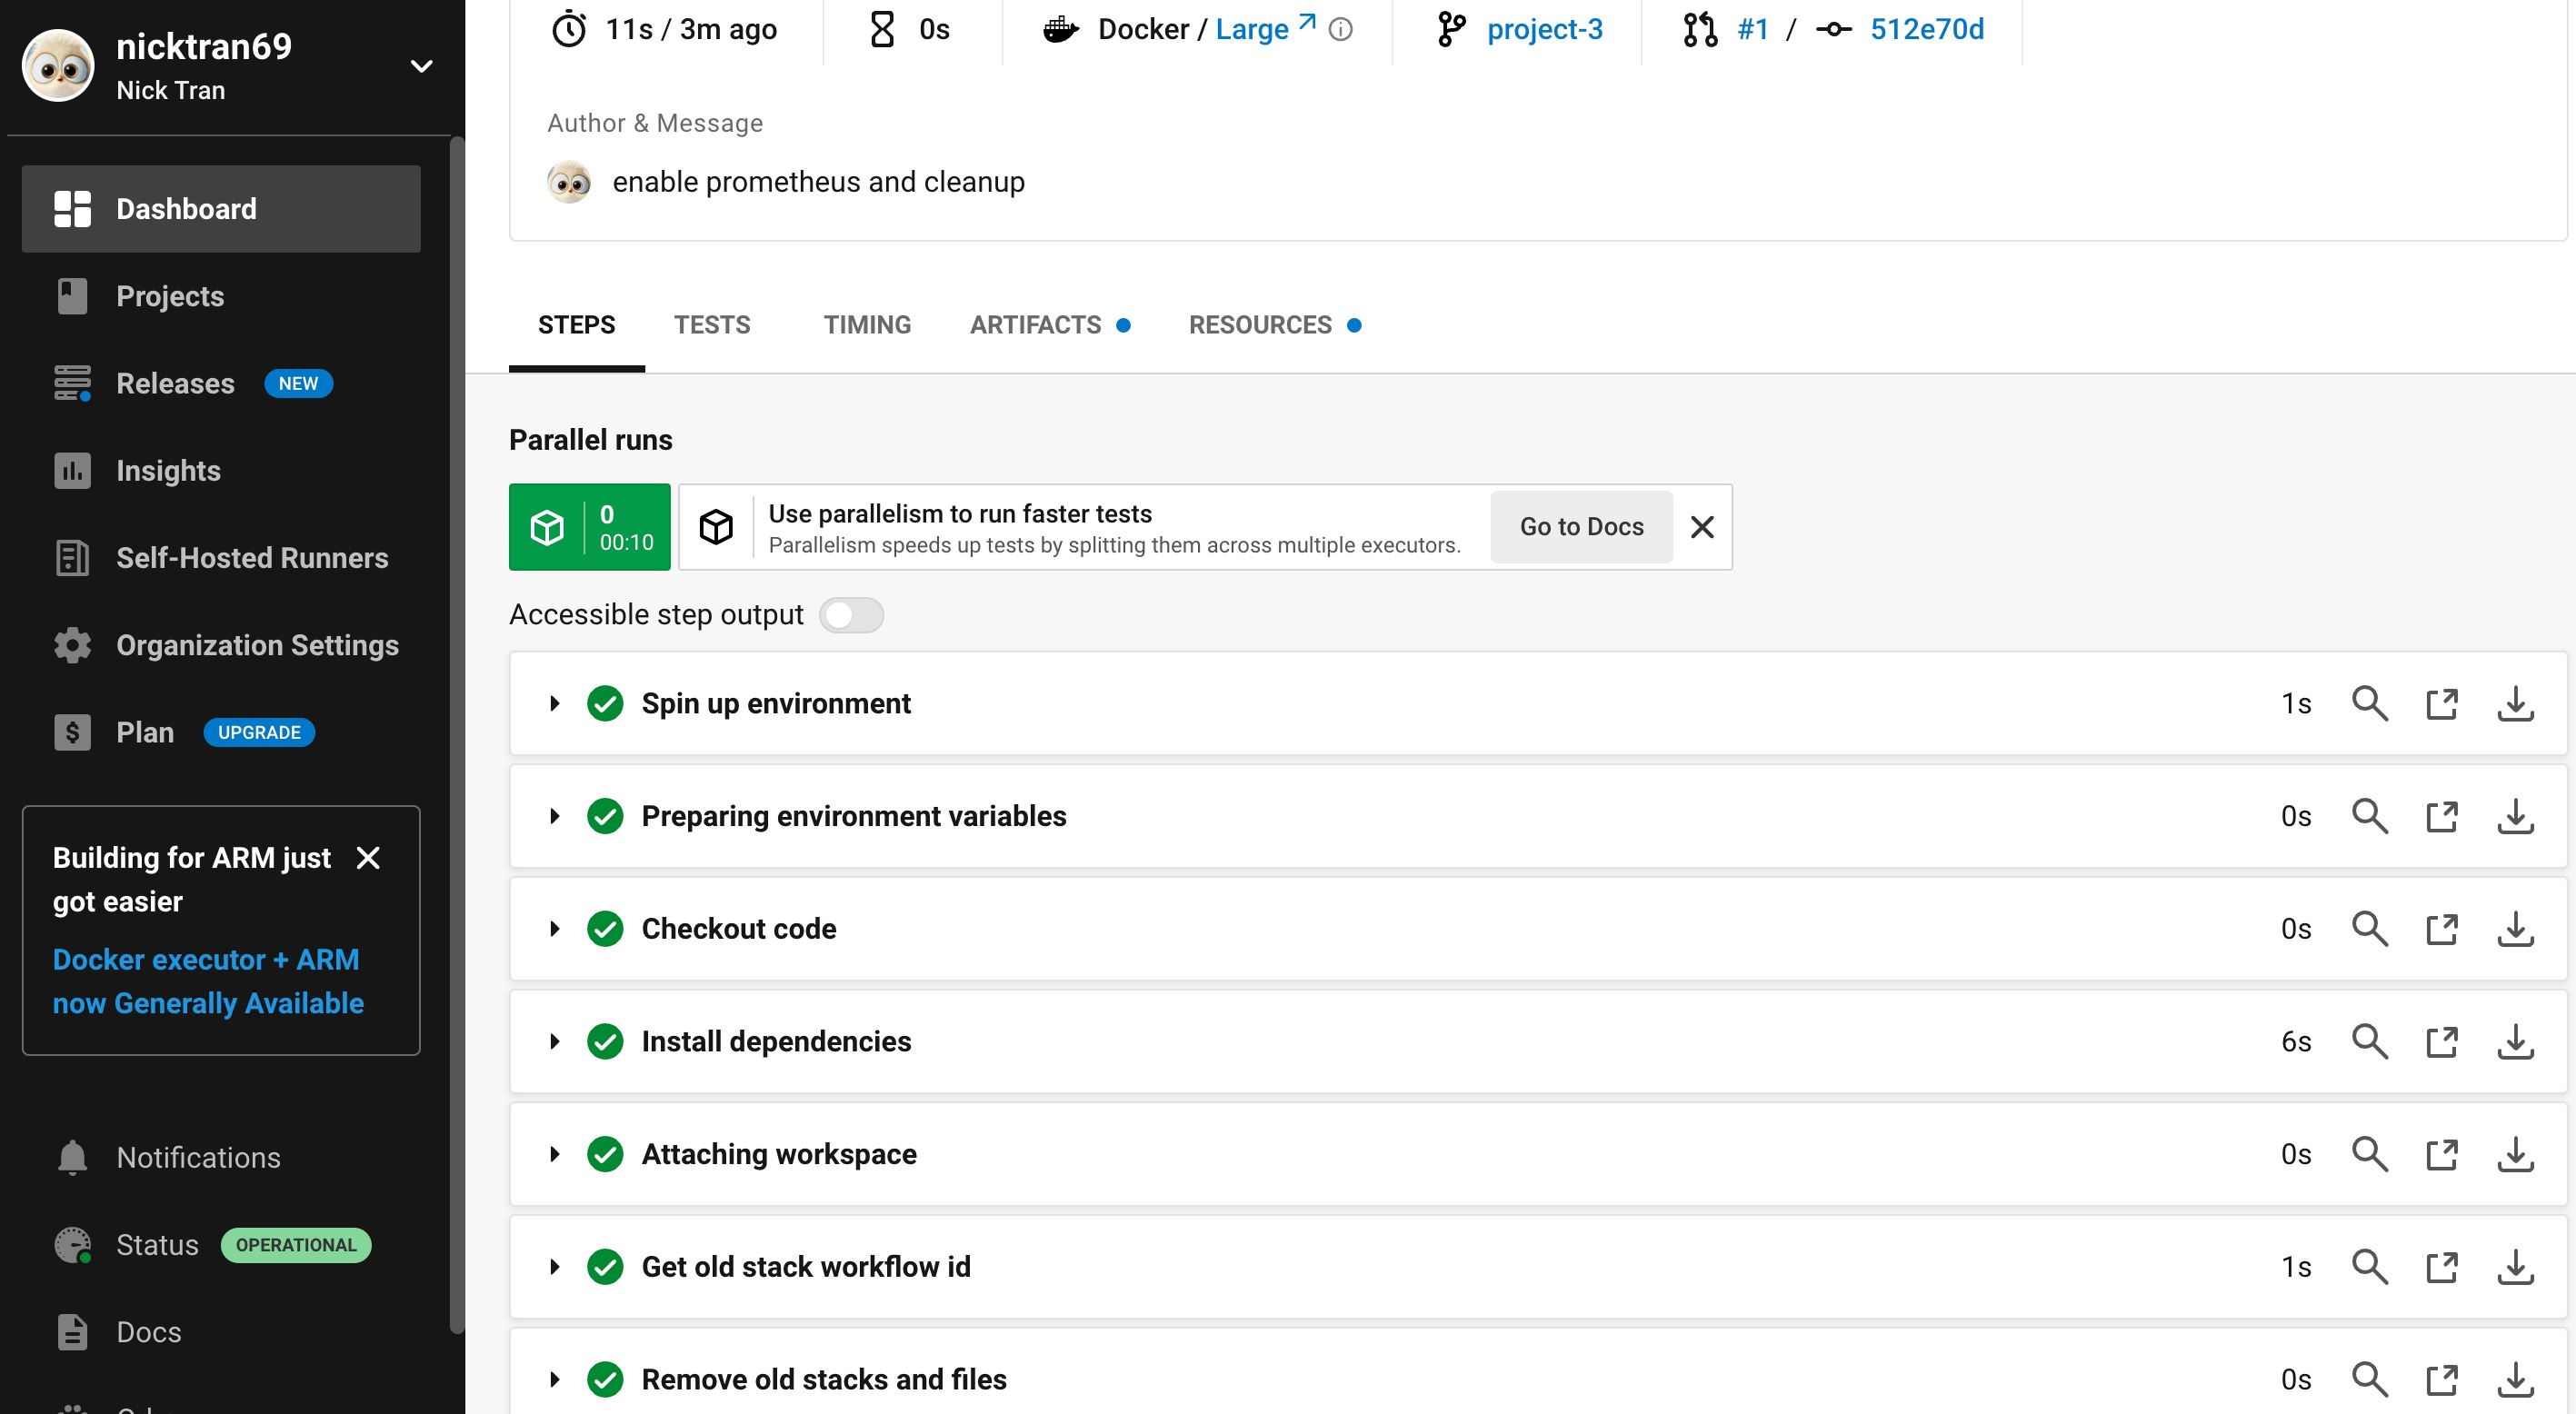 nicktran69
Nick Tran
Dashboard
Projects
Releases NEW
Insights
Self-Hosted Runners
Organization Settings
Plan UPGRADE
Building for ARM just
got easier
Docker executor + ARM
now Generally Available
Notifications
Status OPERATIONAL
Docs
11s / 3m ago
0s
Docker / Large
project-3
#1 / 512e70d
Author & Message
enable prometheus and cleanup
STEPS TESTS TIMING ARTIFACTS RESOURCES
Parallel runs
0
00:10
Use parallelism to run faster tests
Parallelism speeds up tests by splitting them across multiple executors.
Go to Docs
Accessible step output
Spin up environment 1s
Preparing environment variables 0s
Checkout code 0s
Install dependencies 6s
Attaching workspace 0s
Get old stack workflow id 1s
Remove old stacks and files 0s